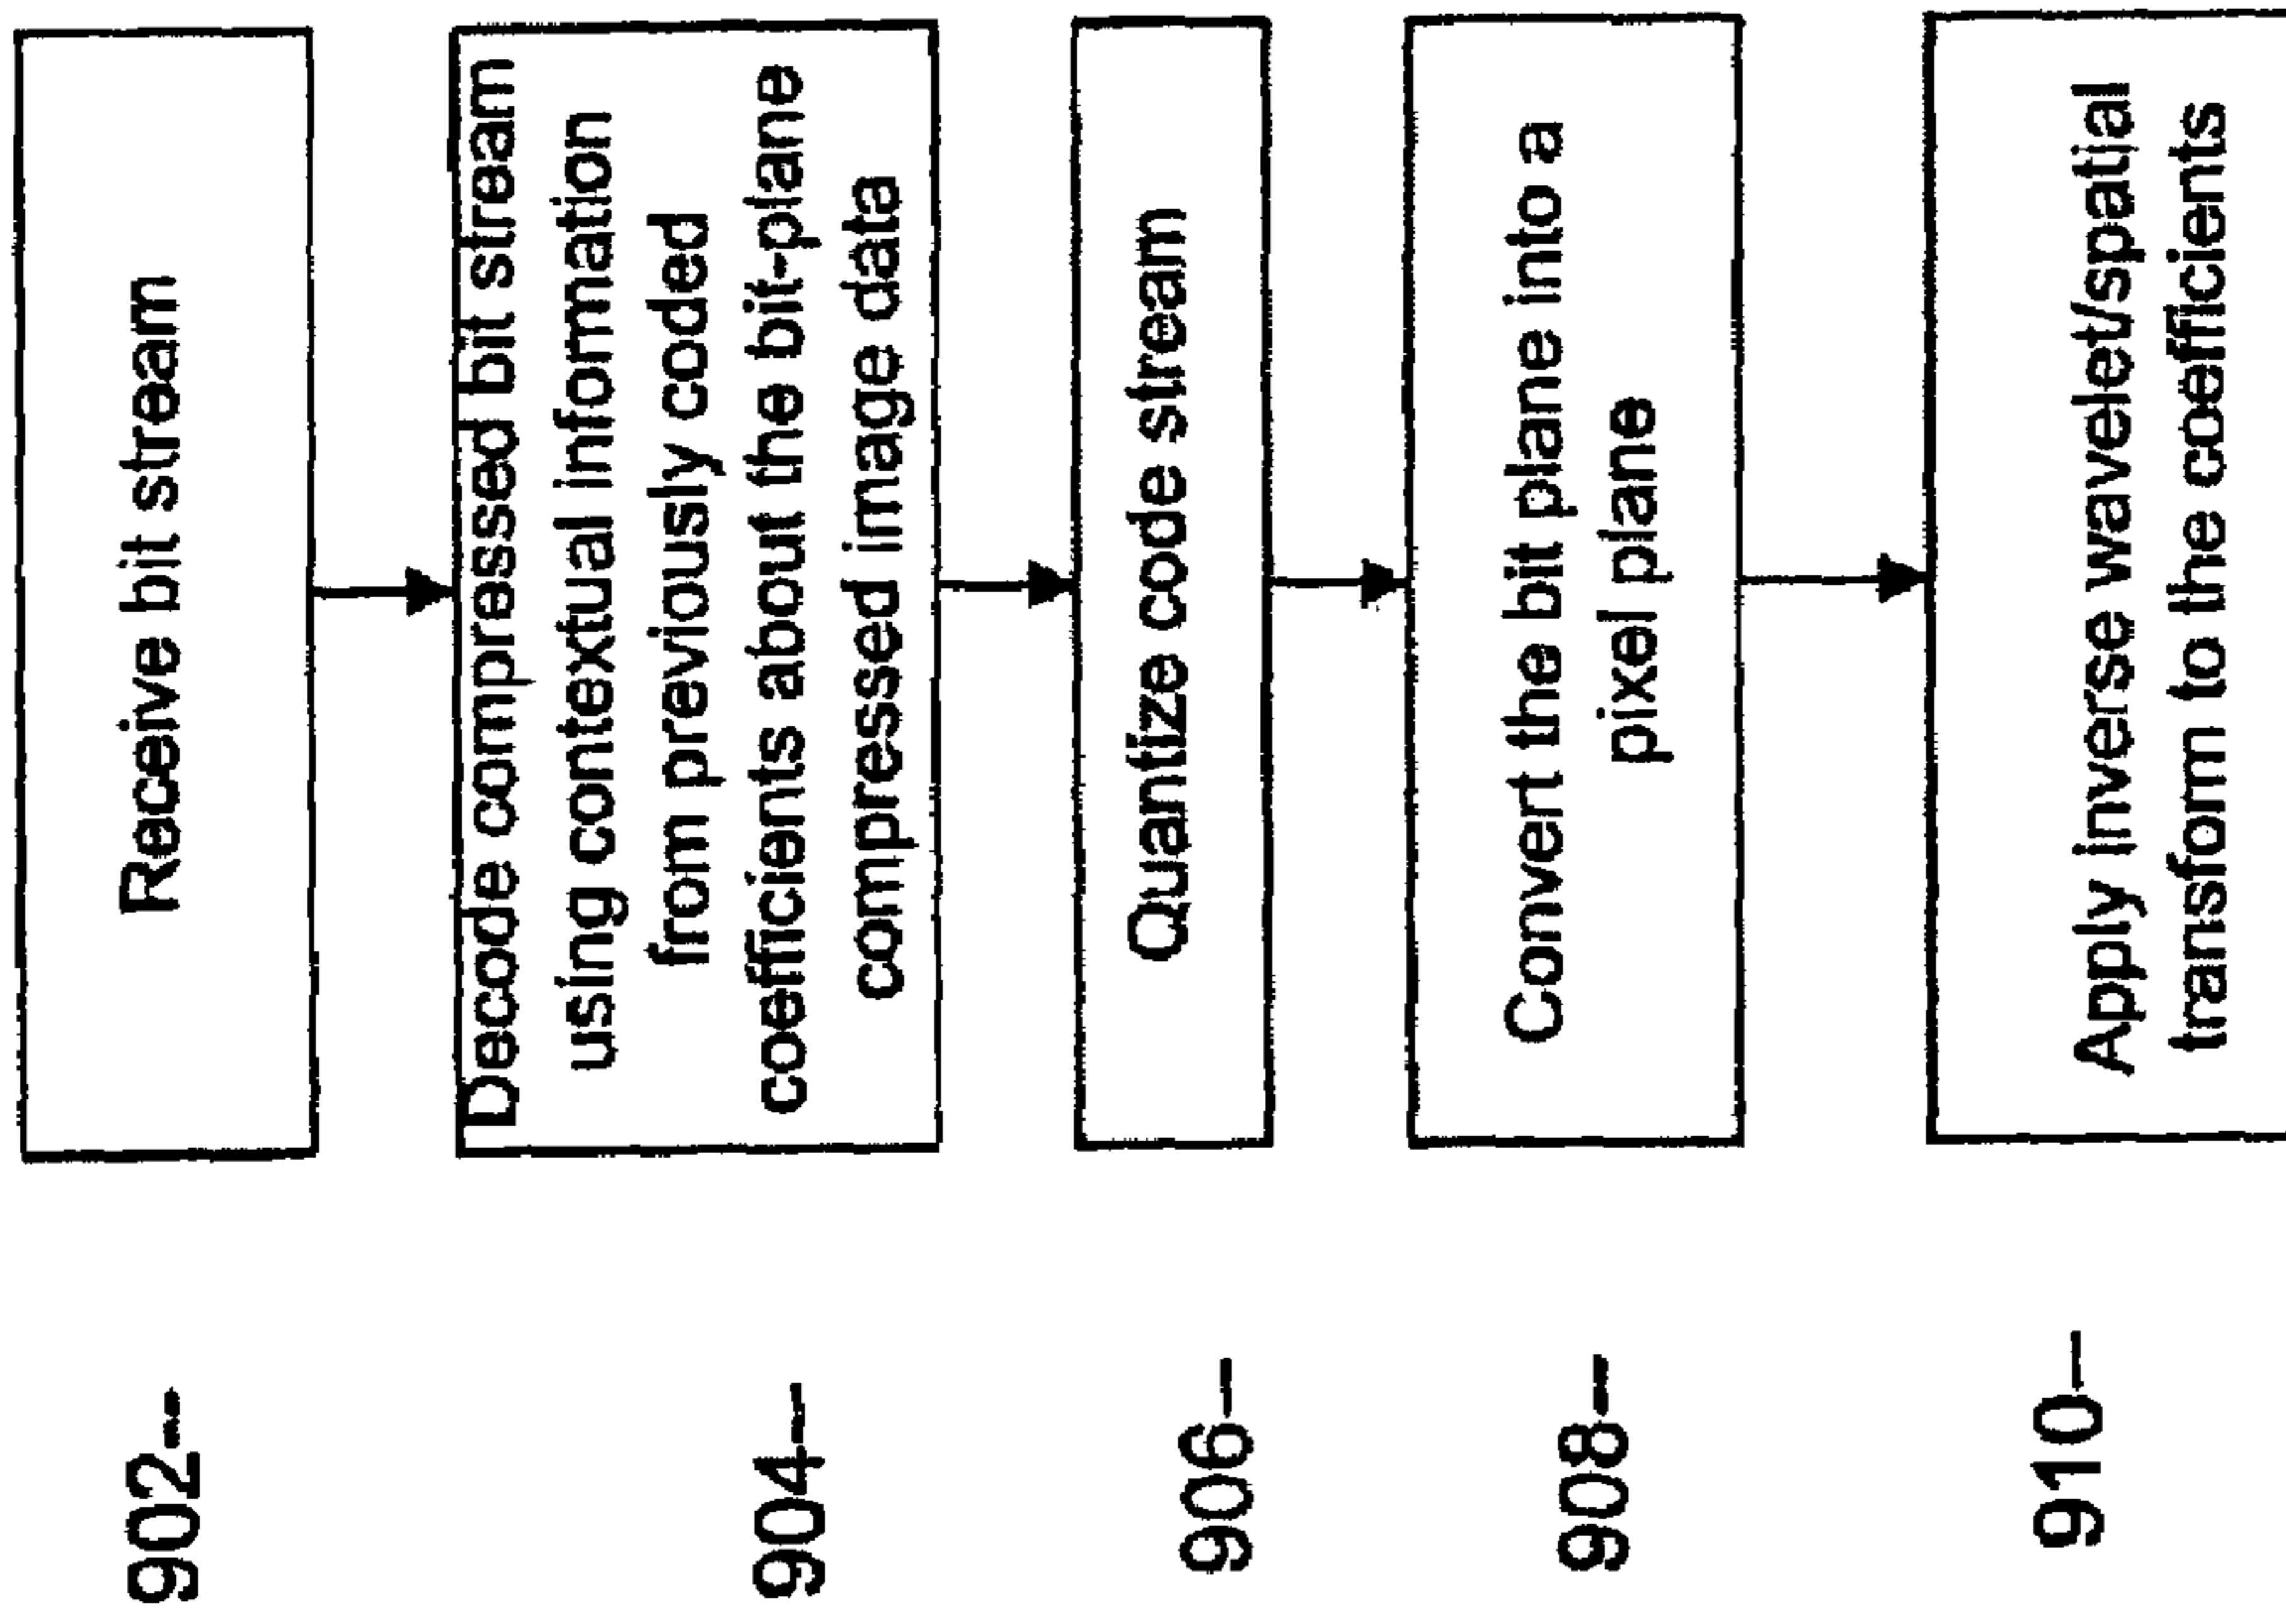 902
Receive bit stream
904
Decode compressed bit stream
using contextual information
from previously coded
coefficients about the bit-plane
compressed image data
906
Quantize code stream
908
Convert the bit plane into a
pixel plane
910
Apply inverse wavelet/spatial
transform to the coefficients